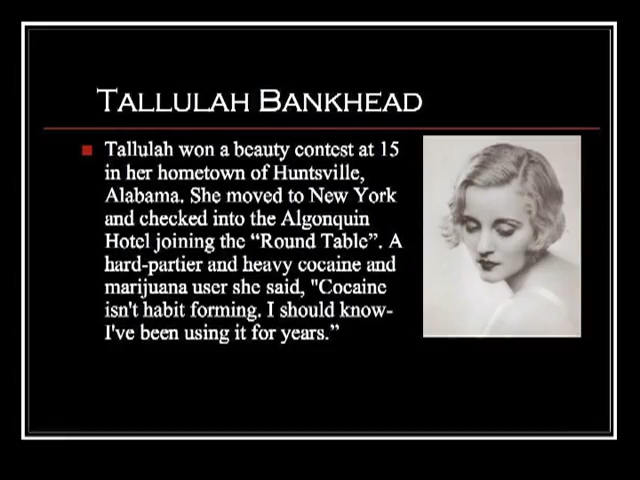 TALLULAH BANKHEAD
Tallulah won a beauty contest at 15
in her hometown of Huntsville,
Alabama. She moved to New York
and checked into the Algonquin
Hotel joining the “Round Table”. A
hard-partier and heavy cocaine and
marijuana user she said, "Cocaine
isn't habit forming. I should know-
I've been using it for years.”